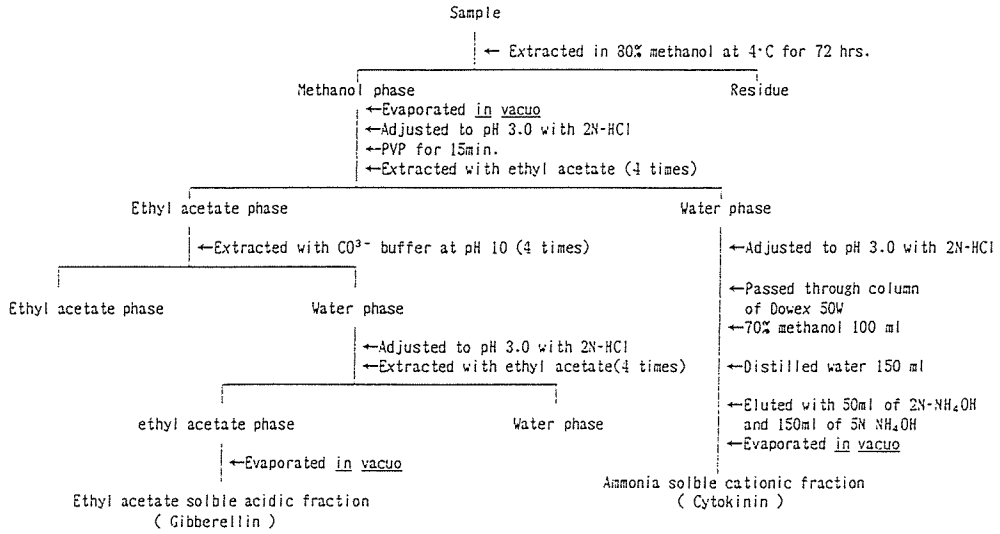 Sample
← Extracted in 80% methanol at 4°C for 72 hrs.
Methanol phase
Residue
←Evaporated in vacuo
←Adjusted to pH 3.0 with 2N-HCl
←PVP for 15min.
←Extracted with ethyl acetate (4 times)
Ethyl acetate phase
Water phase
←Extracted with CO³⁻ buffer at pH 10 (4 times)
Ethyl acetate phase
Water phase
←Adjusted to pH 3.0 with 2N-HCl
←Extracted with ethyl acetate(4 times)
ethyl acetate phase
Water phase
←Evaporated in vacuo
Ethyl acetate solble acidic fraction
( Gibberellin )
←Adjusted to pH 3.0 with 2N-HCl
←Passed through column
of Dowex 50W
←70% methanol 100 ml
←Distilled water 150 ml
←Eluted with 50ml of 2N-NH₄OH
and 150ml of 5N NH₄OH
←Evaporated in vacuo
Ammonia solble cationic fraction
( Cytokinin )